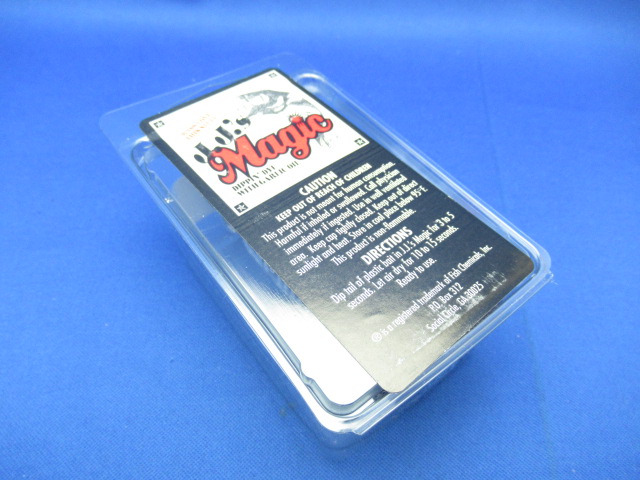 J.J.'s
Magic
DIPPIN' DYE
WITH GARLIC OIL
CAUTION
KEEP OUT OF REACH OF CHILDREN
This product is not meant for human consumption.
Harmful if inhaled or swallowed. Call physician
immediately if ingested. Use in well ventilated
area. Keep cap tightly closed. Keep out of direct
sunlight and heat. Store in cool place below 95°F.
This product is non-flammable.
DIRECTIONS
Dip tail of plastic bait in J.J.'s Magic for 3 to 5
seconds. Let air dry for 10 to 15 seconds.
Ready to use.
® is a registered trademark of Fish Chemicals, Inc.
P.O. Box 312
Social Circle, GA 30025